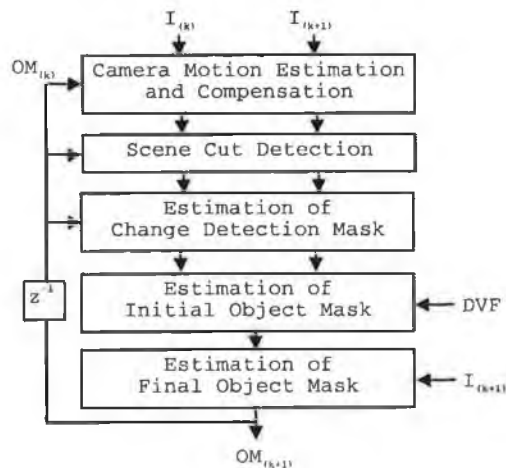 I(k) I(k+1)
OM(k)
Camera Motion Estimation
and Compensation
Scene Cut Detection
Estimation of
Change Detection Mask
Z-1
Estimation of
Initial Object Mask
DVF
Estimation of
Final Object Mask
I(k+1)
OM(k+1)